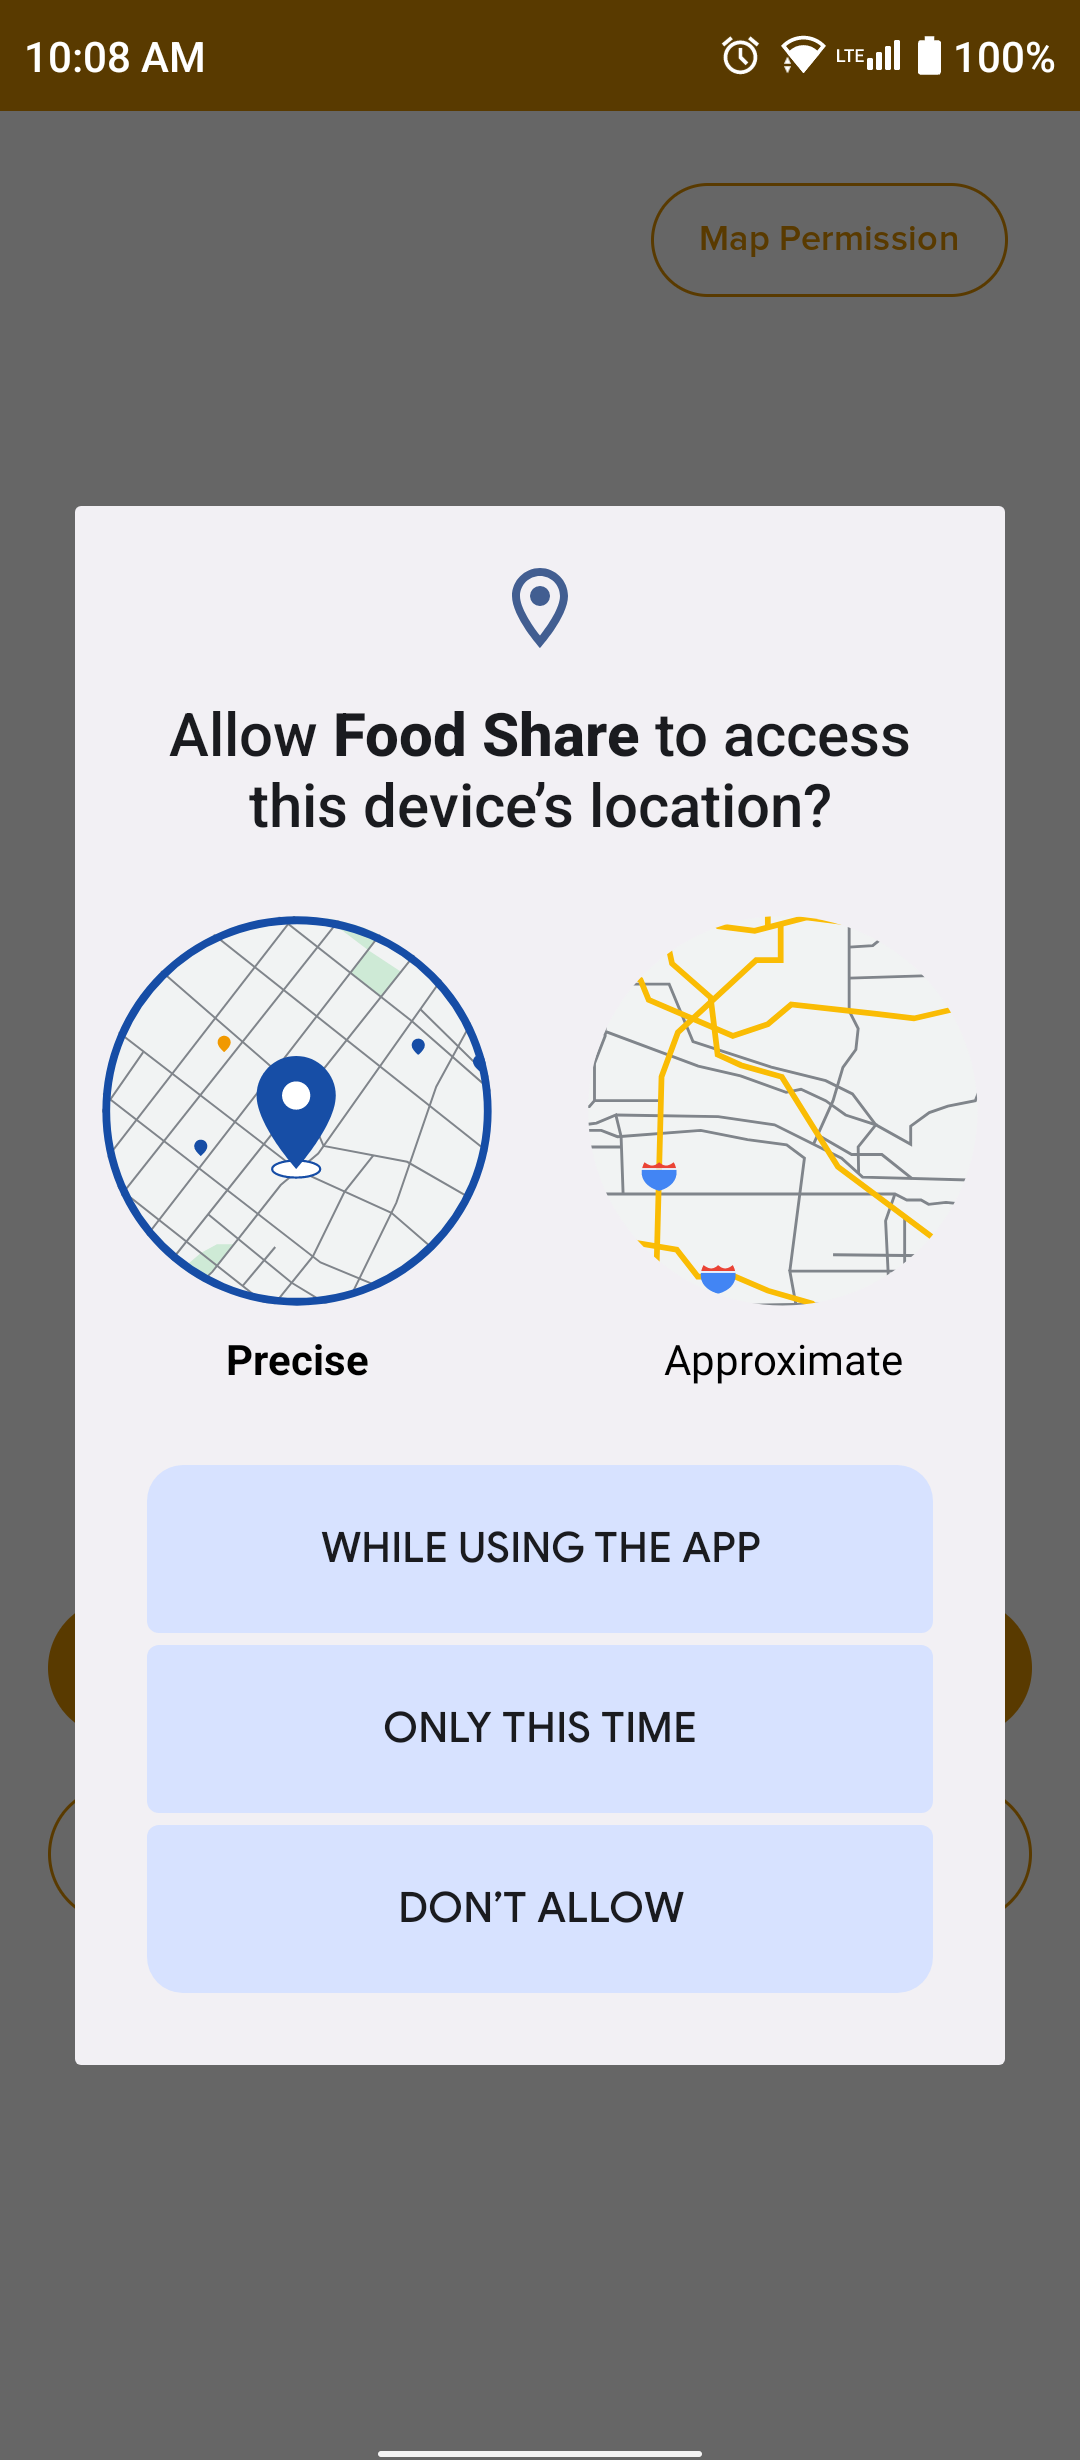 10:08 AM LTE 100%
Map Permission
Allow Food Share to access
this device’s location?
Precise Approximate
WHILE USING THE APP
ONLY THIS TIME
DON’T ALLOW